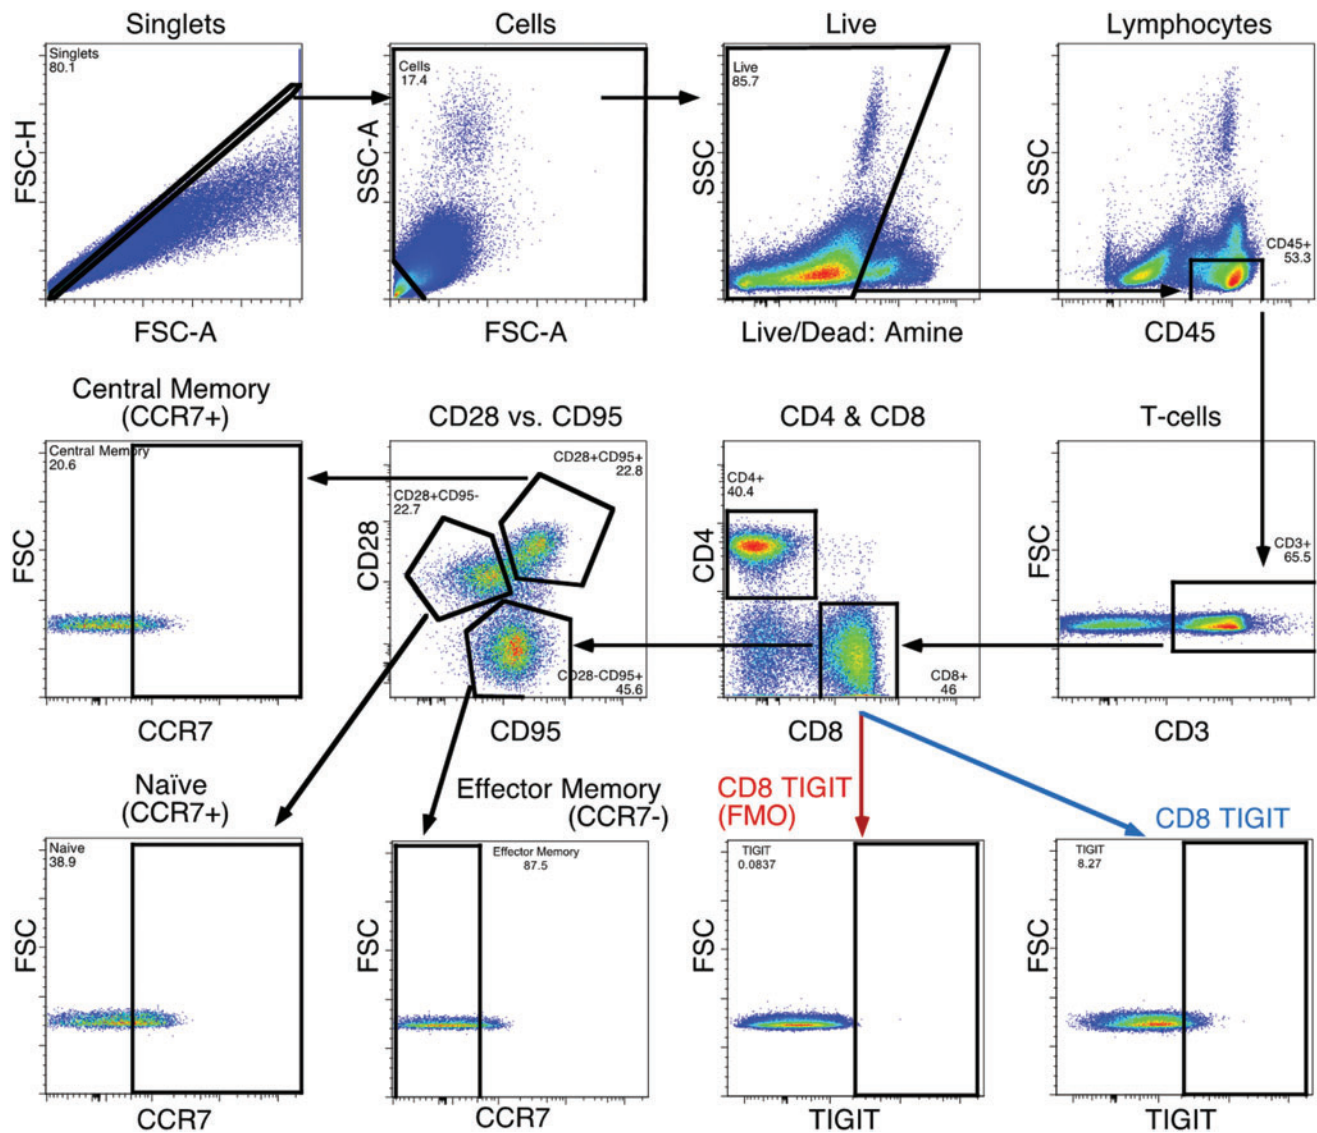 Singlets
Cells
Live
Lymphocytes
Singlets
80.1
FSC-H
FSC-A
Cells
17.4
SSC-A
FSC-A
Live
85.7
SSC
Live/Dead: Amine
SSC
CD45+
53.3
CD45
Central Memory
(CCR7+)
CD28 vs. CD95
CD4 & CD8
T-cells
Central Memory
20.6
FSC
CCR7
CD28+CD95+
22.8
CD28+CD95-
22.7
CD28
CD28-CD95+
45.6
CD95
CD4+
40.4
CD4
CD8+
46
CD8
FSC
CD3+
65.5
CD3
Naïve
(CCR7+)
Effector Memory
(CCR7-)
CD8 TIGIT
(FMO)
CD8 TIGIT
Naive
38.9
FSC
CCR7
Effector Memory
87.5
FSC
CCR7
TIGIT
0.0837
FSC
TIGIT
TIGIT
8.27
FSC
TIGIT